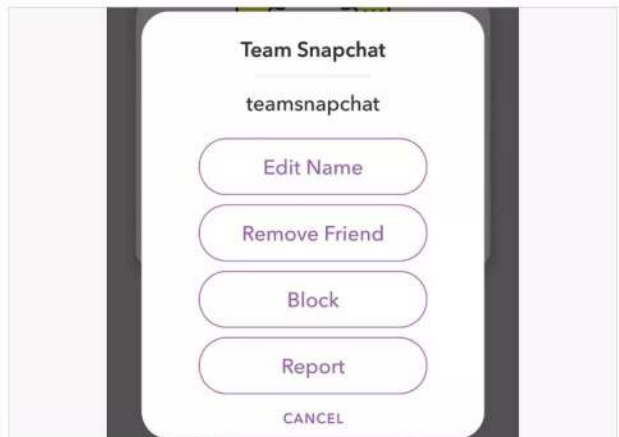 Team Snapchat
teamsnapchat
Edit Name
Remove Friend
Block
Report
CANCEL